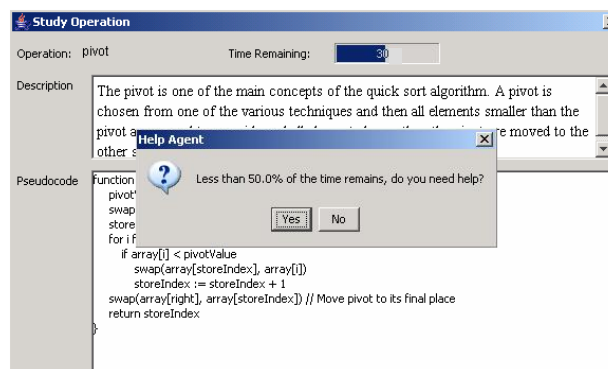 Study Operation
Operation: pivot Time Remaining: 30
Description
The pivot is one of the main concepts of the quick sort algorithm. A pivot is
chosen from one of the various techniques and then all elements smaller than the
pivot are moved to the
other
Help Agent
Less than 50.0% of the time remains, do you need help?
Yes No
Pseudocode
function
pivot
swap
store
for i f
if array[i] < pivotValue
swap(array[storeIndex], array[i])
storeIndex := storeIndex + 1
swap(array[right], array[storeIndex]) // Move pivot to its final place
return storeIndex
}